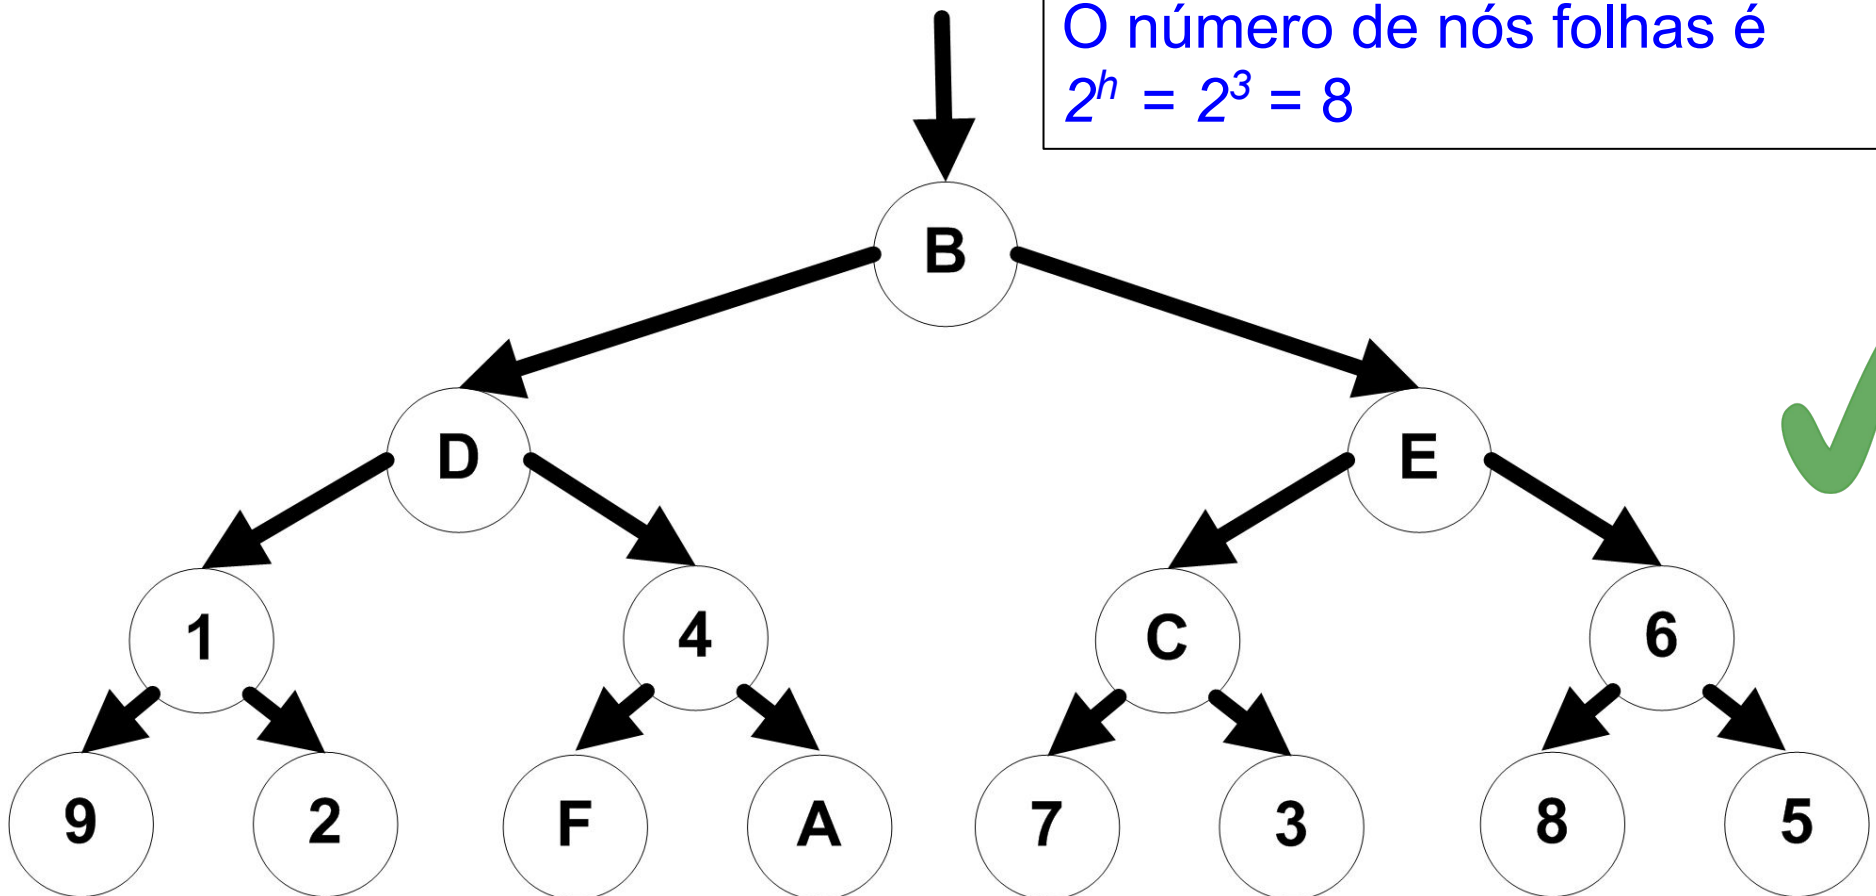 O número de nós folhas é
2^h = 2^3 = 8
B
D E
1 4 C 6
9 2 F A 7 3 8 5